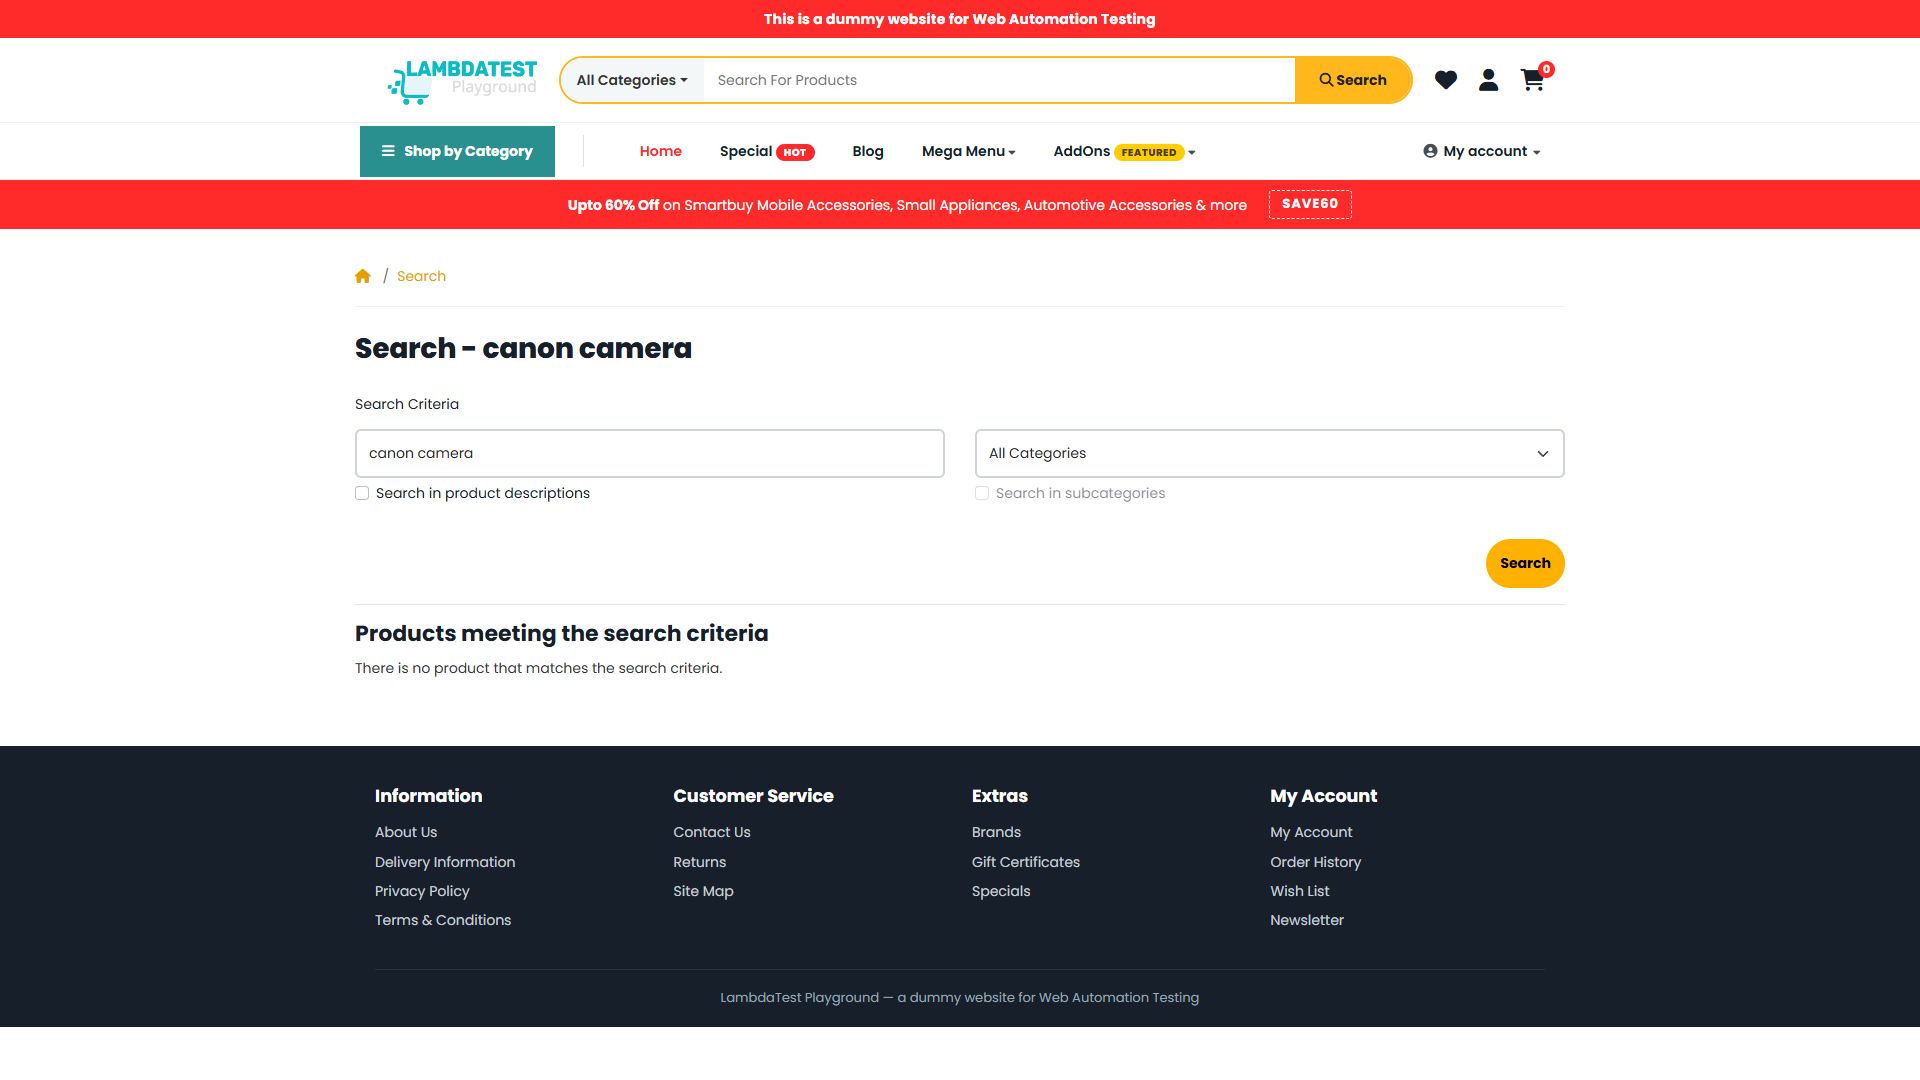 This is a dummy website for Web Automation Testing
LAMBDATEST
Playground
All Categories
Search For Products
Search
0
Shop by Category
Home
Special HOT
Blog
Mega Menu
AddOns FEATURED
My account
Upto 60% Off on Smartbuy Mobile Accessories, Small Appliances, Automotive Accessories & more SAVE60
/ Search
Search - canon camera
Search Criteria
canon camera
All Categories
Search in product descriptions
Search in subcategories
Search
Products meeting the search criteria
There is no product that matches the search criteria.
Information
About Us
Delivery Information
Privacy Policy
Terms & Conditions
Customer Service
Contact Us
Returns
Site Map
Extras
Brands
Gift Certificates
Specials
My Account
My Account
Order History
Wish List
Newsletter
LambdaTest Playground — a dummy website for Web Automation Testing